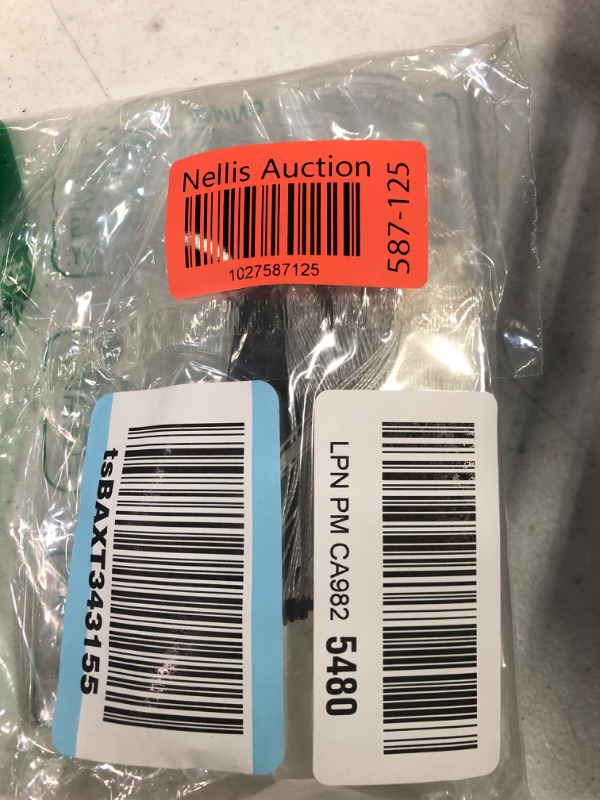 Nellis Auction
1027587125
587-125
tsBAXT343155
LPN PM CA982 5480